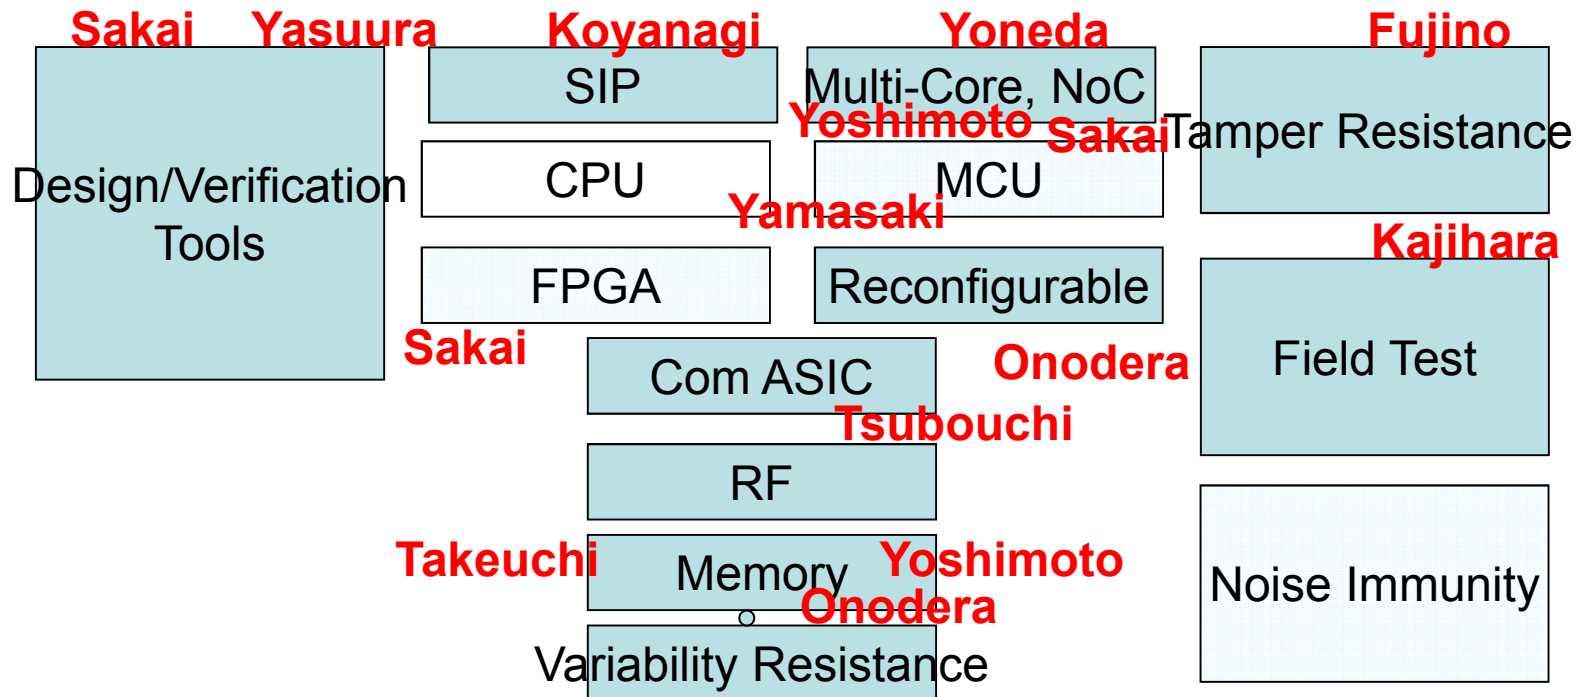 Sakai Yasuura Koyanagi Yoneda Fujino
SIP
Multi-Core, NoC
Yoshimoto
Sakai
Tamper Resistance
Design/Verification
Tools
CPU
MCU
Yamasaki
Kajihara
FPGA
Reconfigurable
Sakai
Onodera
Field Test
Com ASIC
Tsubouchi
RF
Takeuchi
Memory
Yoshimoto
Onodera
Noise Immunity
Variability Resistance